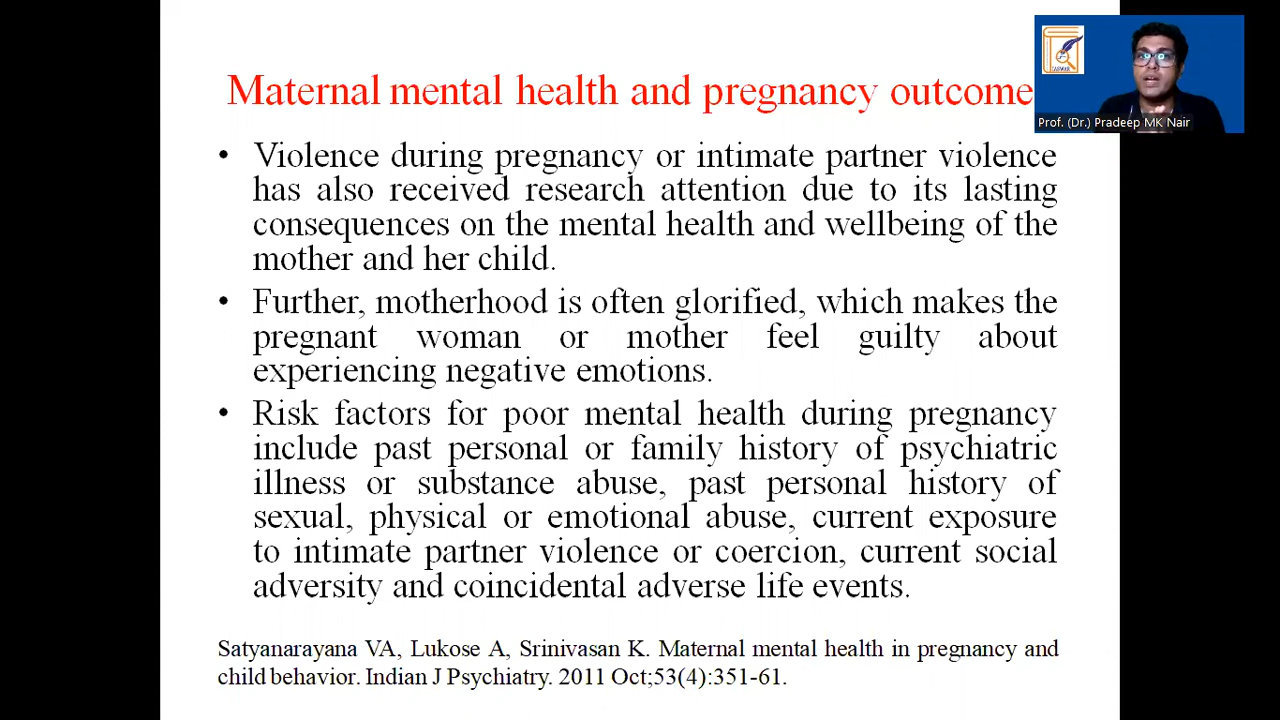 Maternal mental health and pregnancy outcome
Prof. (Dr.) Pradeep MK Nair
• Violence during pregnancy or intimate partner violence
has also received research attention due to its lasting
consequences on the mental health and wellbeing of the
mother and her child.
• Further, motherhood is often glorified, which makes the
pregnant woman or mother feel guilty about
experiencing negative emotions.
• Risk factors for poor mental health during pregnancy
include past personal or family history of psychiatric
illness or substance abuse, past personal history of
sexual, physical or emotional abuse, current exposure
to intimate partner violence or coercion, current social
adversity and coincidental adverse life events.
Satyanarayana VA, Lukose A, Srinivasan K. Maternal mental health in pregnancy and
child behavior. Indian J Psychiatry. 2011 Oct;53(4):351-61.